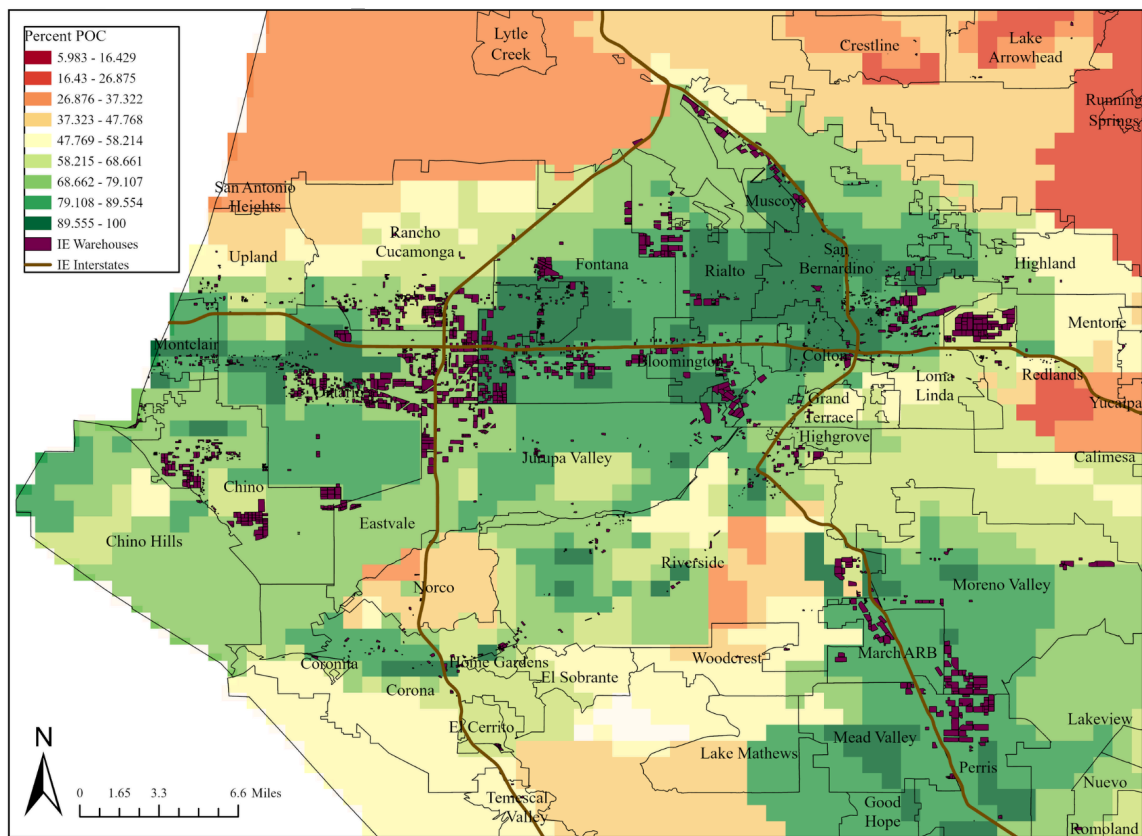 Percent POC
5.983 - 16.429
16.43 - 26.875
26.876 - 37.322
37.323 - 47.768
47.769 - 58.214
58.215 - 68.661
68.662 - 79.107
79.108 - 89.554
89.555 - 100
IE Warehouses
IE Interstates
Lytle
Creek
Crestline
Lake
Arrowhead
Running
Springs
San Antonio
Heights
Muscoy
Rancho
Cucamonga
Upland
Fontana
Rialto
San
Bernardino
Highland
Mentone
Montclair
Bloomington
Colton
Loma
Linda
Redlands
Yucaipa
Ontario
Grand
Terrace
Highgrove
Calimesa
Jurupa Valley
Chino
Eastvale
Chino Hills
Riverside
Norco
Moreno Valley
Coronita
Home Gardens
Woodcrest
March ARB
El Sobrante
Corona
El Cerrito
Lake Mathews
Mead Valley
Lakeview
Perris
Nuevo
Temescal
Valley
Good
Hope
Romoland
N
0 1.65 3.3 6.6 Miles